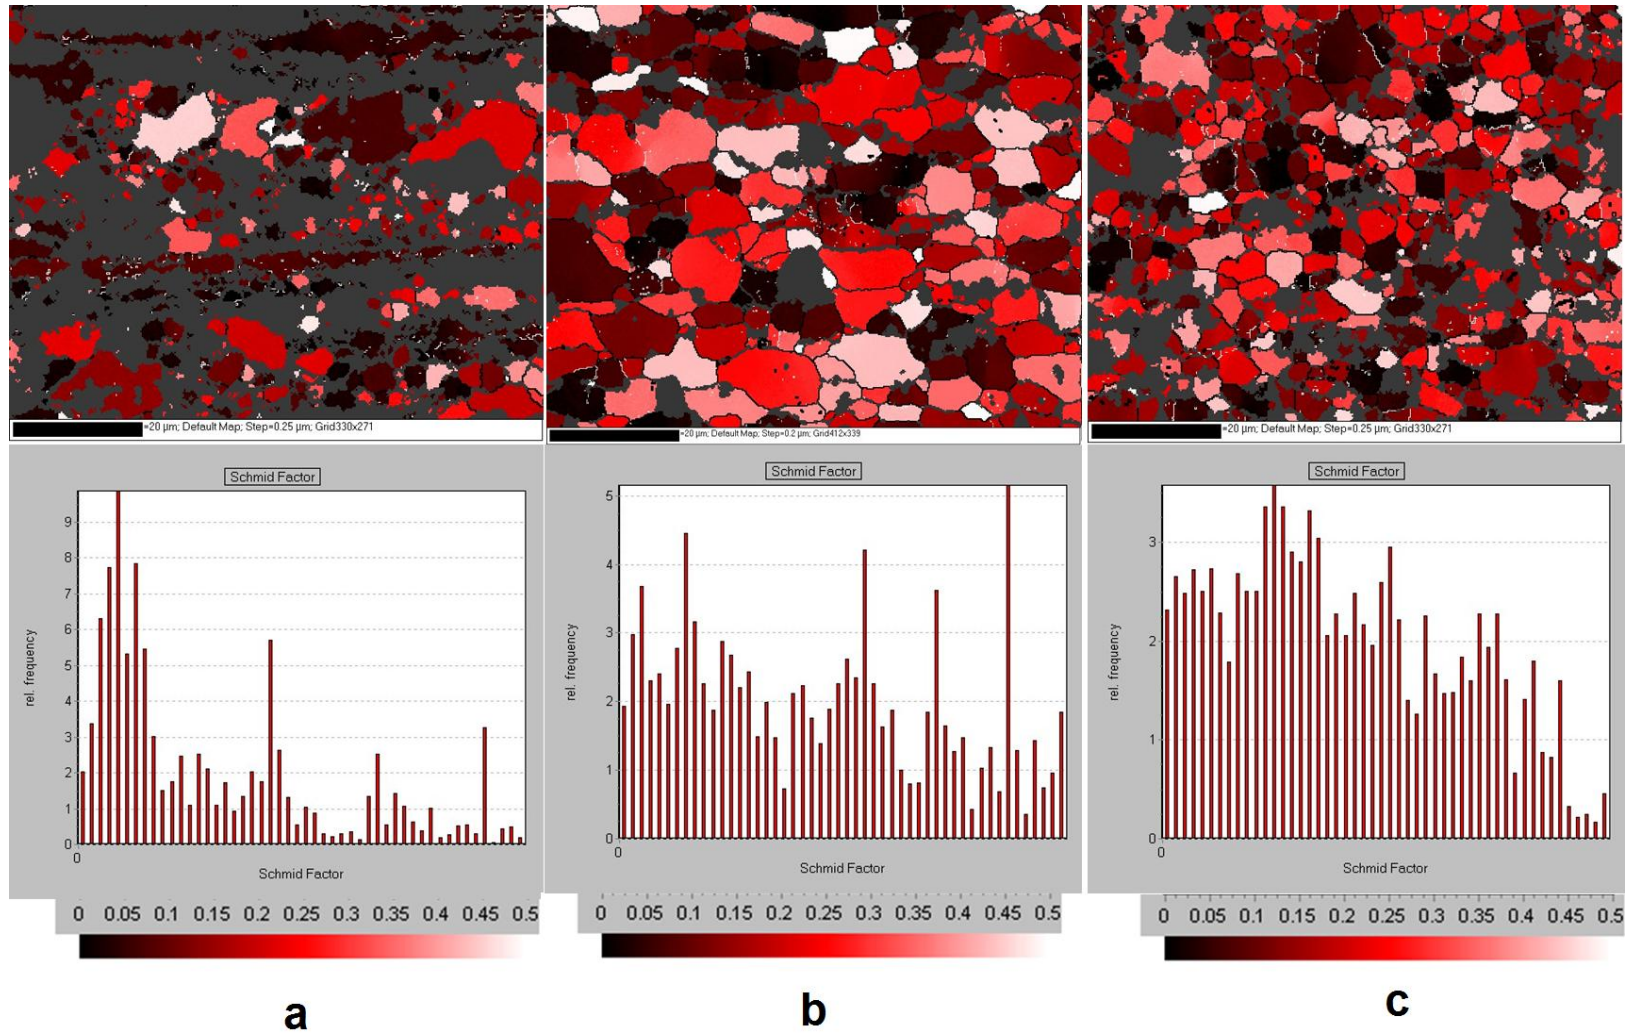 =20 µm; Default Map; Step=0.25 µm; Grid330x271
=20 µm; Default Map; Step=0.2 µm; Grid412x339
=20 µm; Default Map; Step=0.25 µm; Grid330x271
Schmid Factor
9
8
7
6
5
4
3
2
1
0
rel. frequency
0
Schmid Factor
0 0.05 0.1 0.15 0.2 0.25 0.3 0.35 0.4 0.45 0.5
a
Schmid Factor
5
4
3
2
1
0
rel. frequency
0
Schmid Factor
0 0.05 0.1 0.15 0.2 0.25 0.3 0.35 0.4 0.45 0.5
b
Schmid Factor
3
2
1
0
rel. frequency
0
Schmid Factor
0 0.05 0.1 0.15 0.2 0.25 0.3 0.35 0.4 0.45 0.5
c